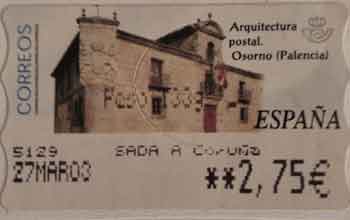 CORREOS
Arquitectura
postal.
Osorno (Palencia)
ESPAÑA
5129 SADA A CORUÑA
27MAR03 **2,75€